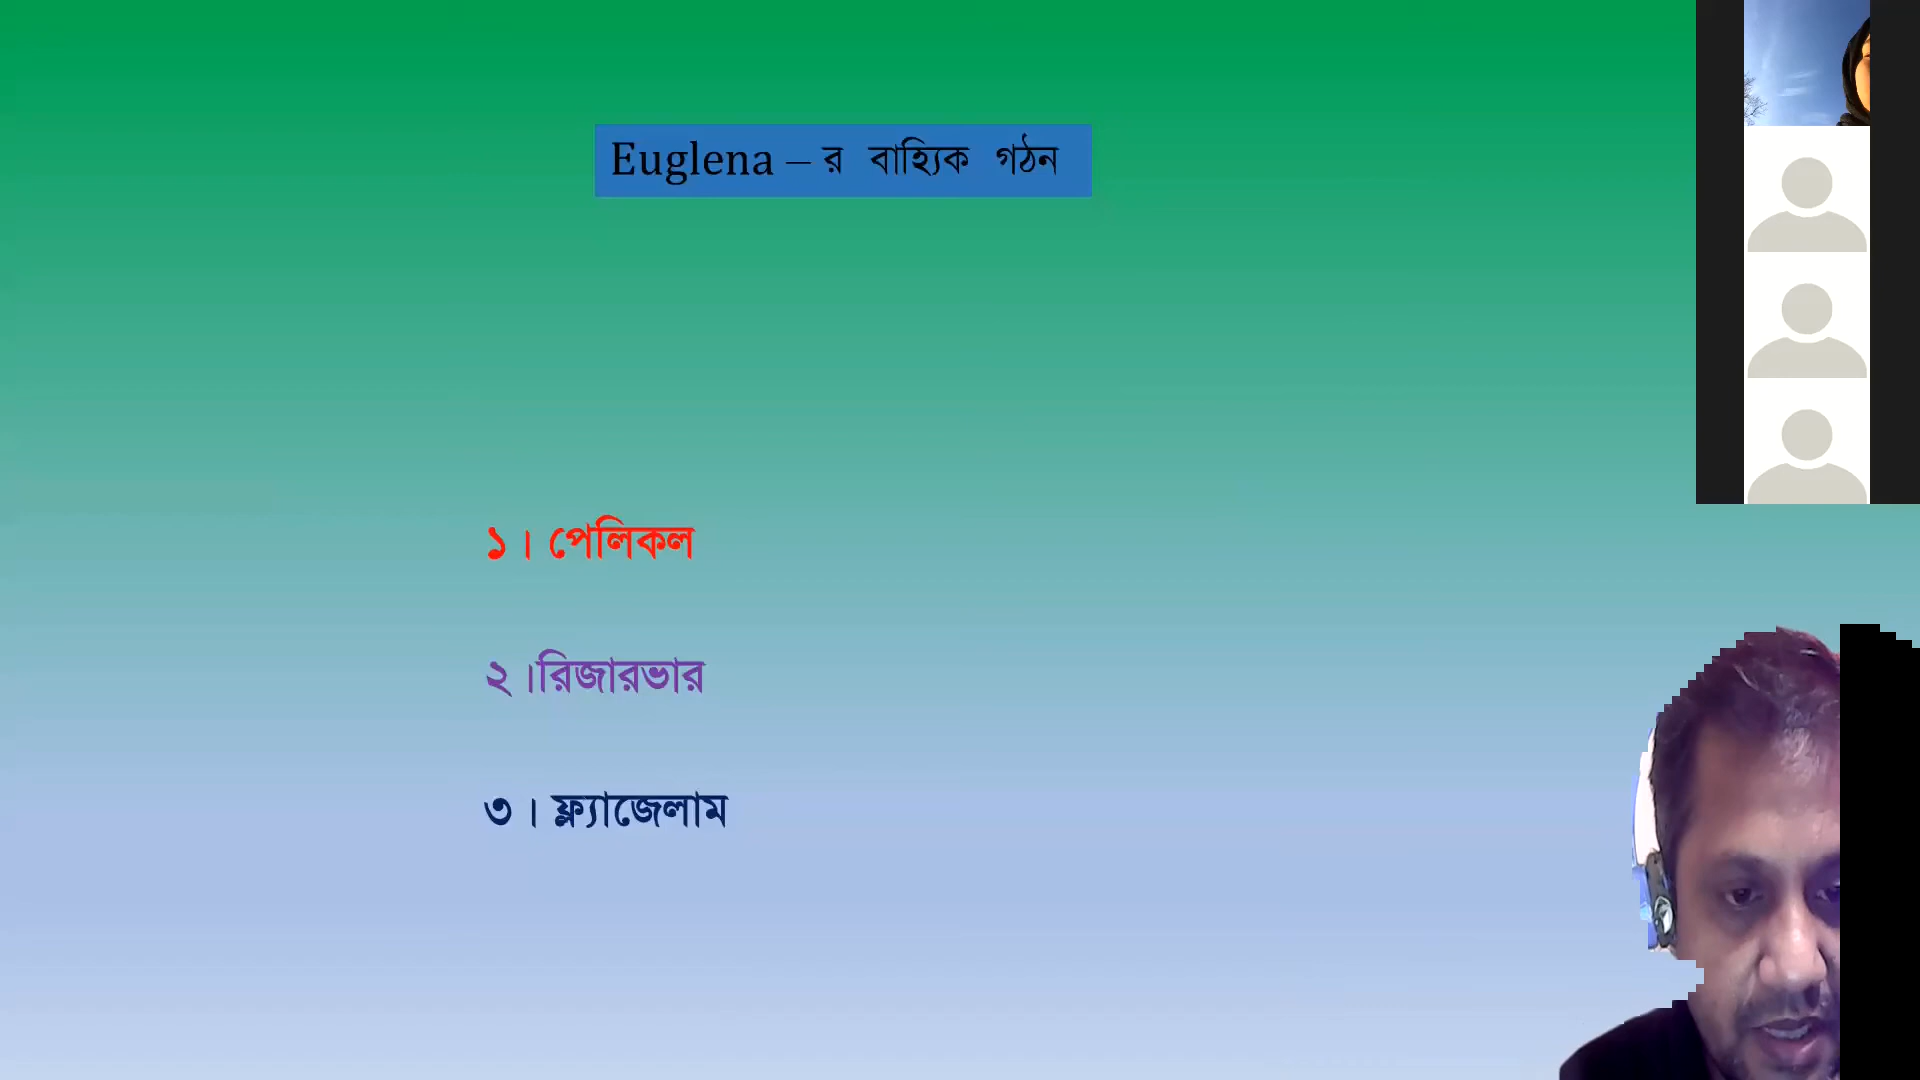 Euglena – র বাহ্যিক গঠন
১। পেলিকল
২।রিজারভার
৩। ফ্ল্যাজেলাম